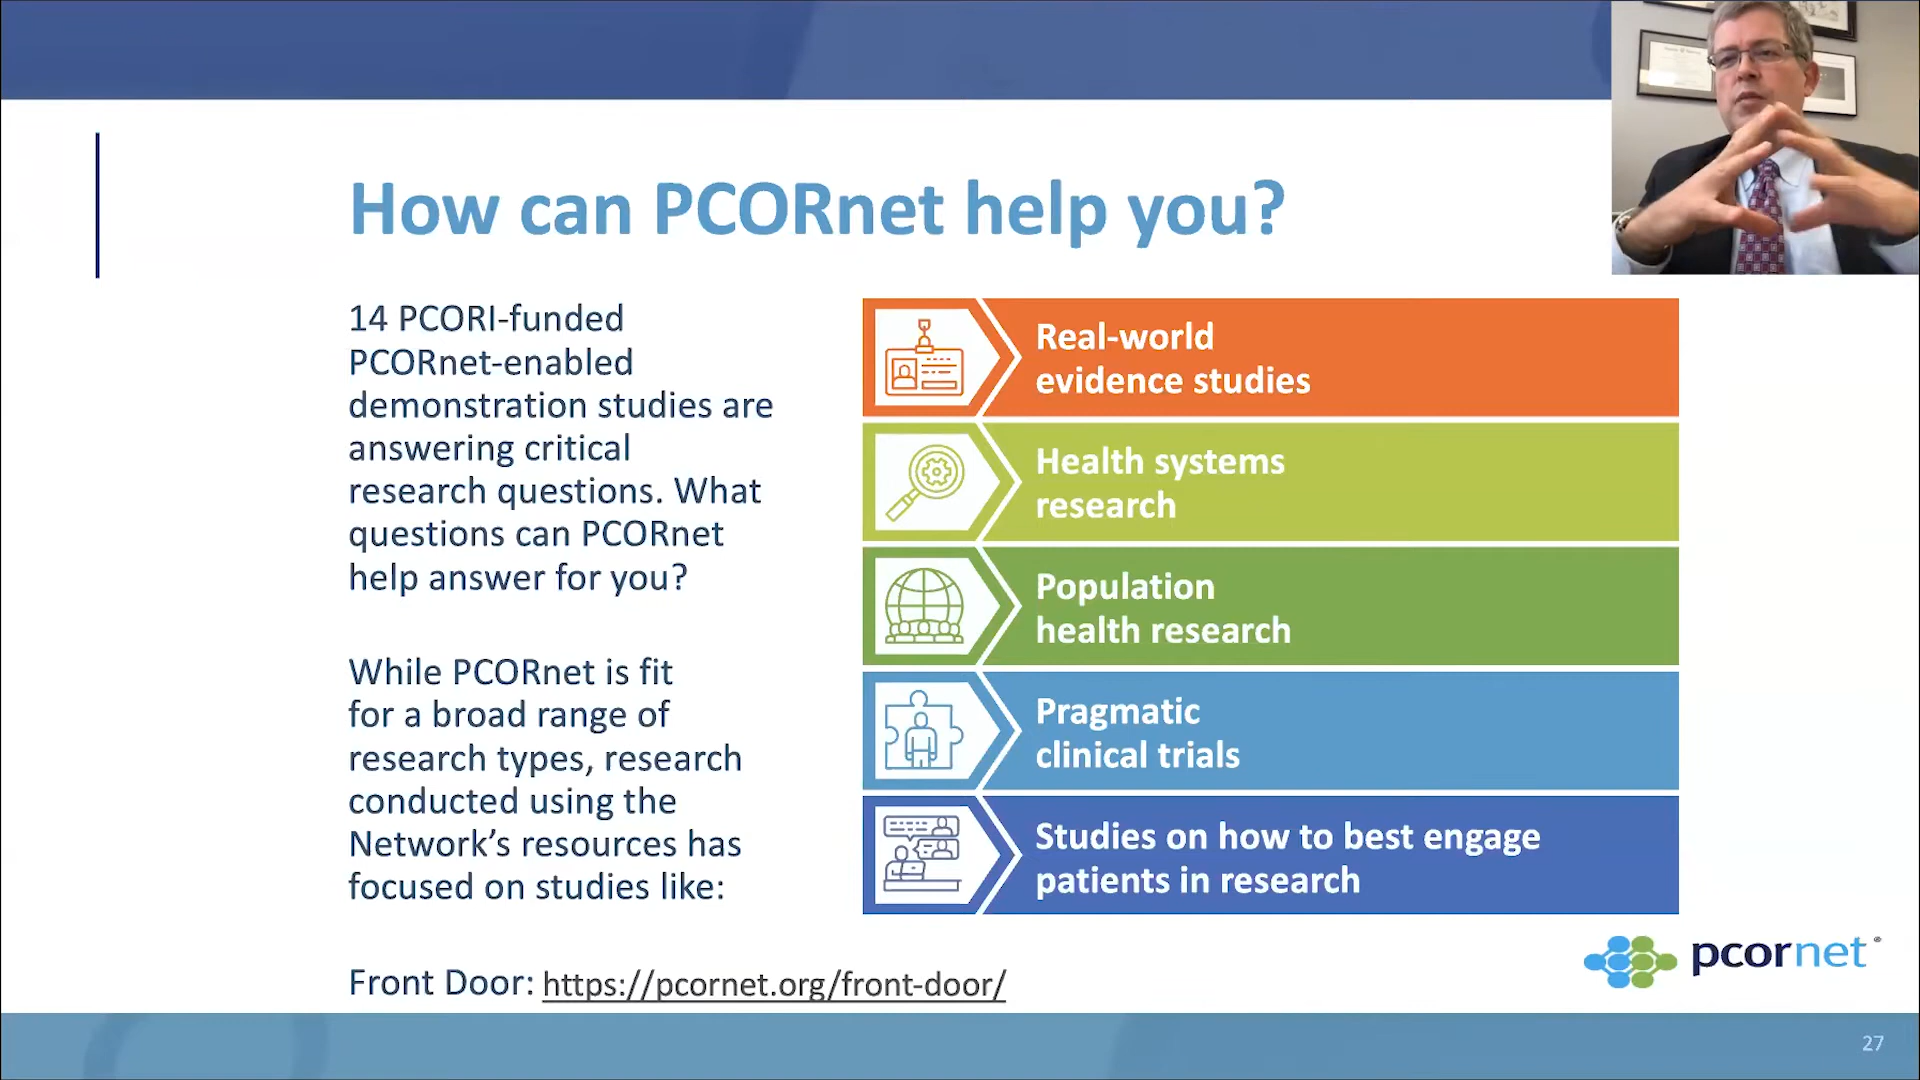 How can PCORnet help you?
14 PCORI-funded
PCORnet-enabled
demonstration studies are
answering critical
research questions. What
questions can PCORnet
help answer for you?
While PCORnet is fit
for a broad range of
research types, research
conducted using the
Network’s resources has
focused on studies like:
Front Door: https://pcornet.org/front-door/
Real-world
evidence studies
Health systems
research
Population
health research
Pragmatic
clinical trials
Studies on how to best engage
patients in research
pcornet®
27